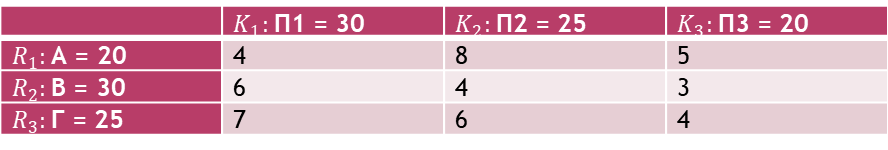 K₁: П1 = 30 K₂: П2 = 25 K₃: П3 = 20
R₁: А = 20 4 8 5
R₂: В = 30 6 4 3
R₃: Г = 25 7 6 4